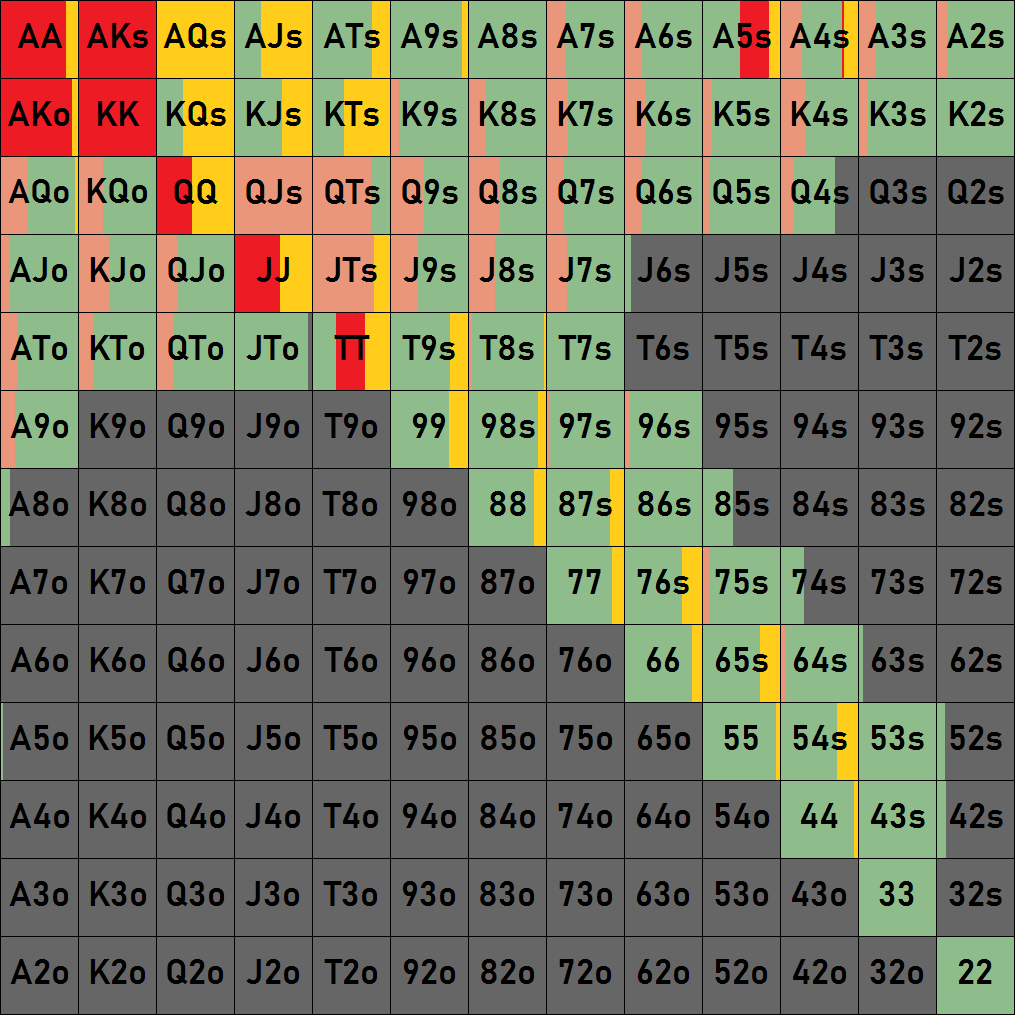 AA AKs AQs AJs ATs A9s A8s A7s A6s A5s A4s A3s A2s
AKo KK KQs KJs KTs K9s K8s K7s K6s K5s K4s K3s K2s
AQo KQo QQ QJs QTs Q9s Q8s Q7s Q6s Q5s Q4s Q3s Q2s
AJo KJo QJo JJ JTs J9s J8s J7s J6s J5s J4s J3s J2s
ATo KTo QTo JTo TT T9s T8s T7s T6s T5s T4s T3s T2s
A9o K9o Q9o J9o T9o 99 98s 97s 96s 95s 94s 93s 92s
A8o K8o Q8o J8o T8o 98o 88 87s 86s 85s 84s 83s 82s
A7o K7o Q7o J7o T7o 97o 87o 77 76s 75s 74s 73s 72s
A6o K6o Q6o J6o T6o 96o 86o 76o 66 65s 64s 63s 62s
A5o K5o Q5o J5o T5o 95o 85o 75o 65o 55 54s 53s 52s
A4o K4o Q4o J4o T4o 94o 84o 74o 64o 54o 44 43s 42s
A3o K3o Q3o J3o T3o 93o 83o 73o 63o 53o 43o 33 32s
A2o K2o Q2o J2o T2o 92o 82o 72o 62o 52o 42o 32o 22